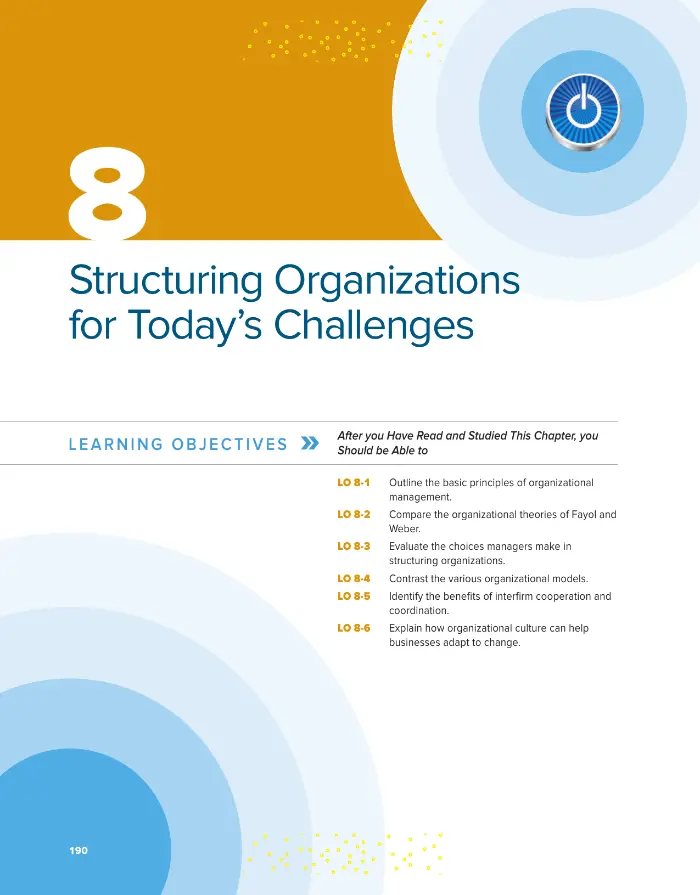 8
Structuring Organizations
for Today's Challenges
LEARNING OBJECTIVES »
After you Have Read and Studied This Chapter, you
Should be Able to
LO 8-1 Outline the basic principles of organizational
management.
LO 8-2 Compare the organizational theories of Fayol and
Weber.
LO 8-3 Evaluate the choices managers make in
structuring organizations.
LO 8-4 Contrast the various organizational models.
LO 8-5 Identify the benefits of interfirm cooperation and
coordination.
LO 8-6 Explain how organizational culture can help
businesses adapt to change.
190